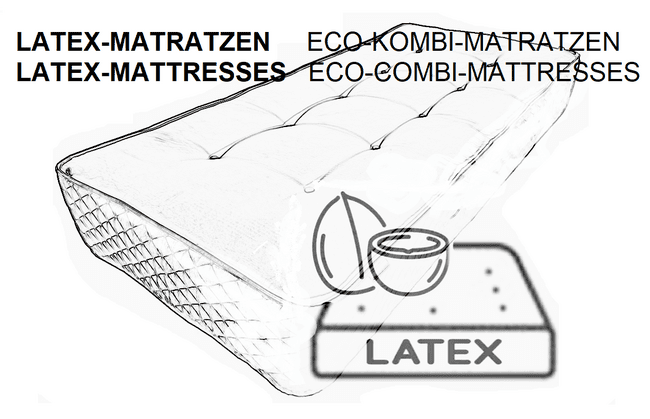 LATEX-MATRATZEN ECO-KOMBI-MATRATZEN
LATEX-MATTRESSES ECO-COMBI-MATTRESSES
LATEX